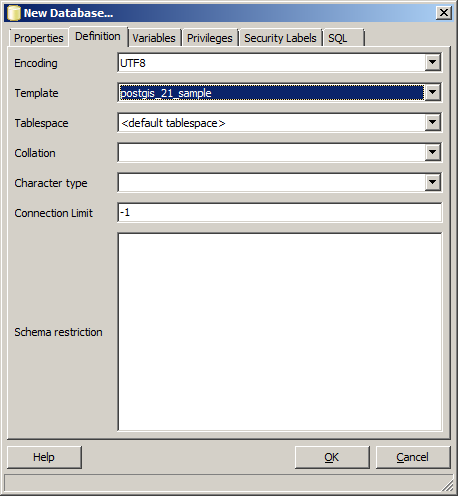 New Database...
Properties Definition Variables Privileges Security Labels SQL
Encoding UTF8
Template postgis_21_sample
Tablespace <default tablespace>
Collation
Character type
Connection Limit -1
Schema restriction
Help OK Cancel